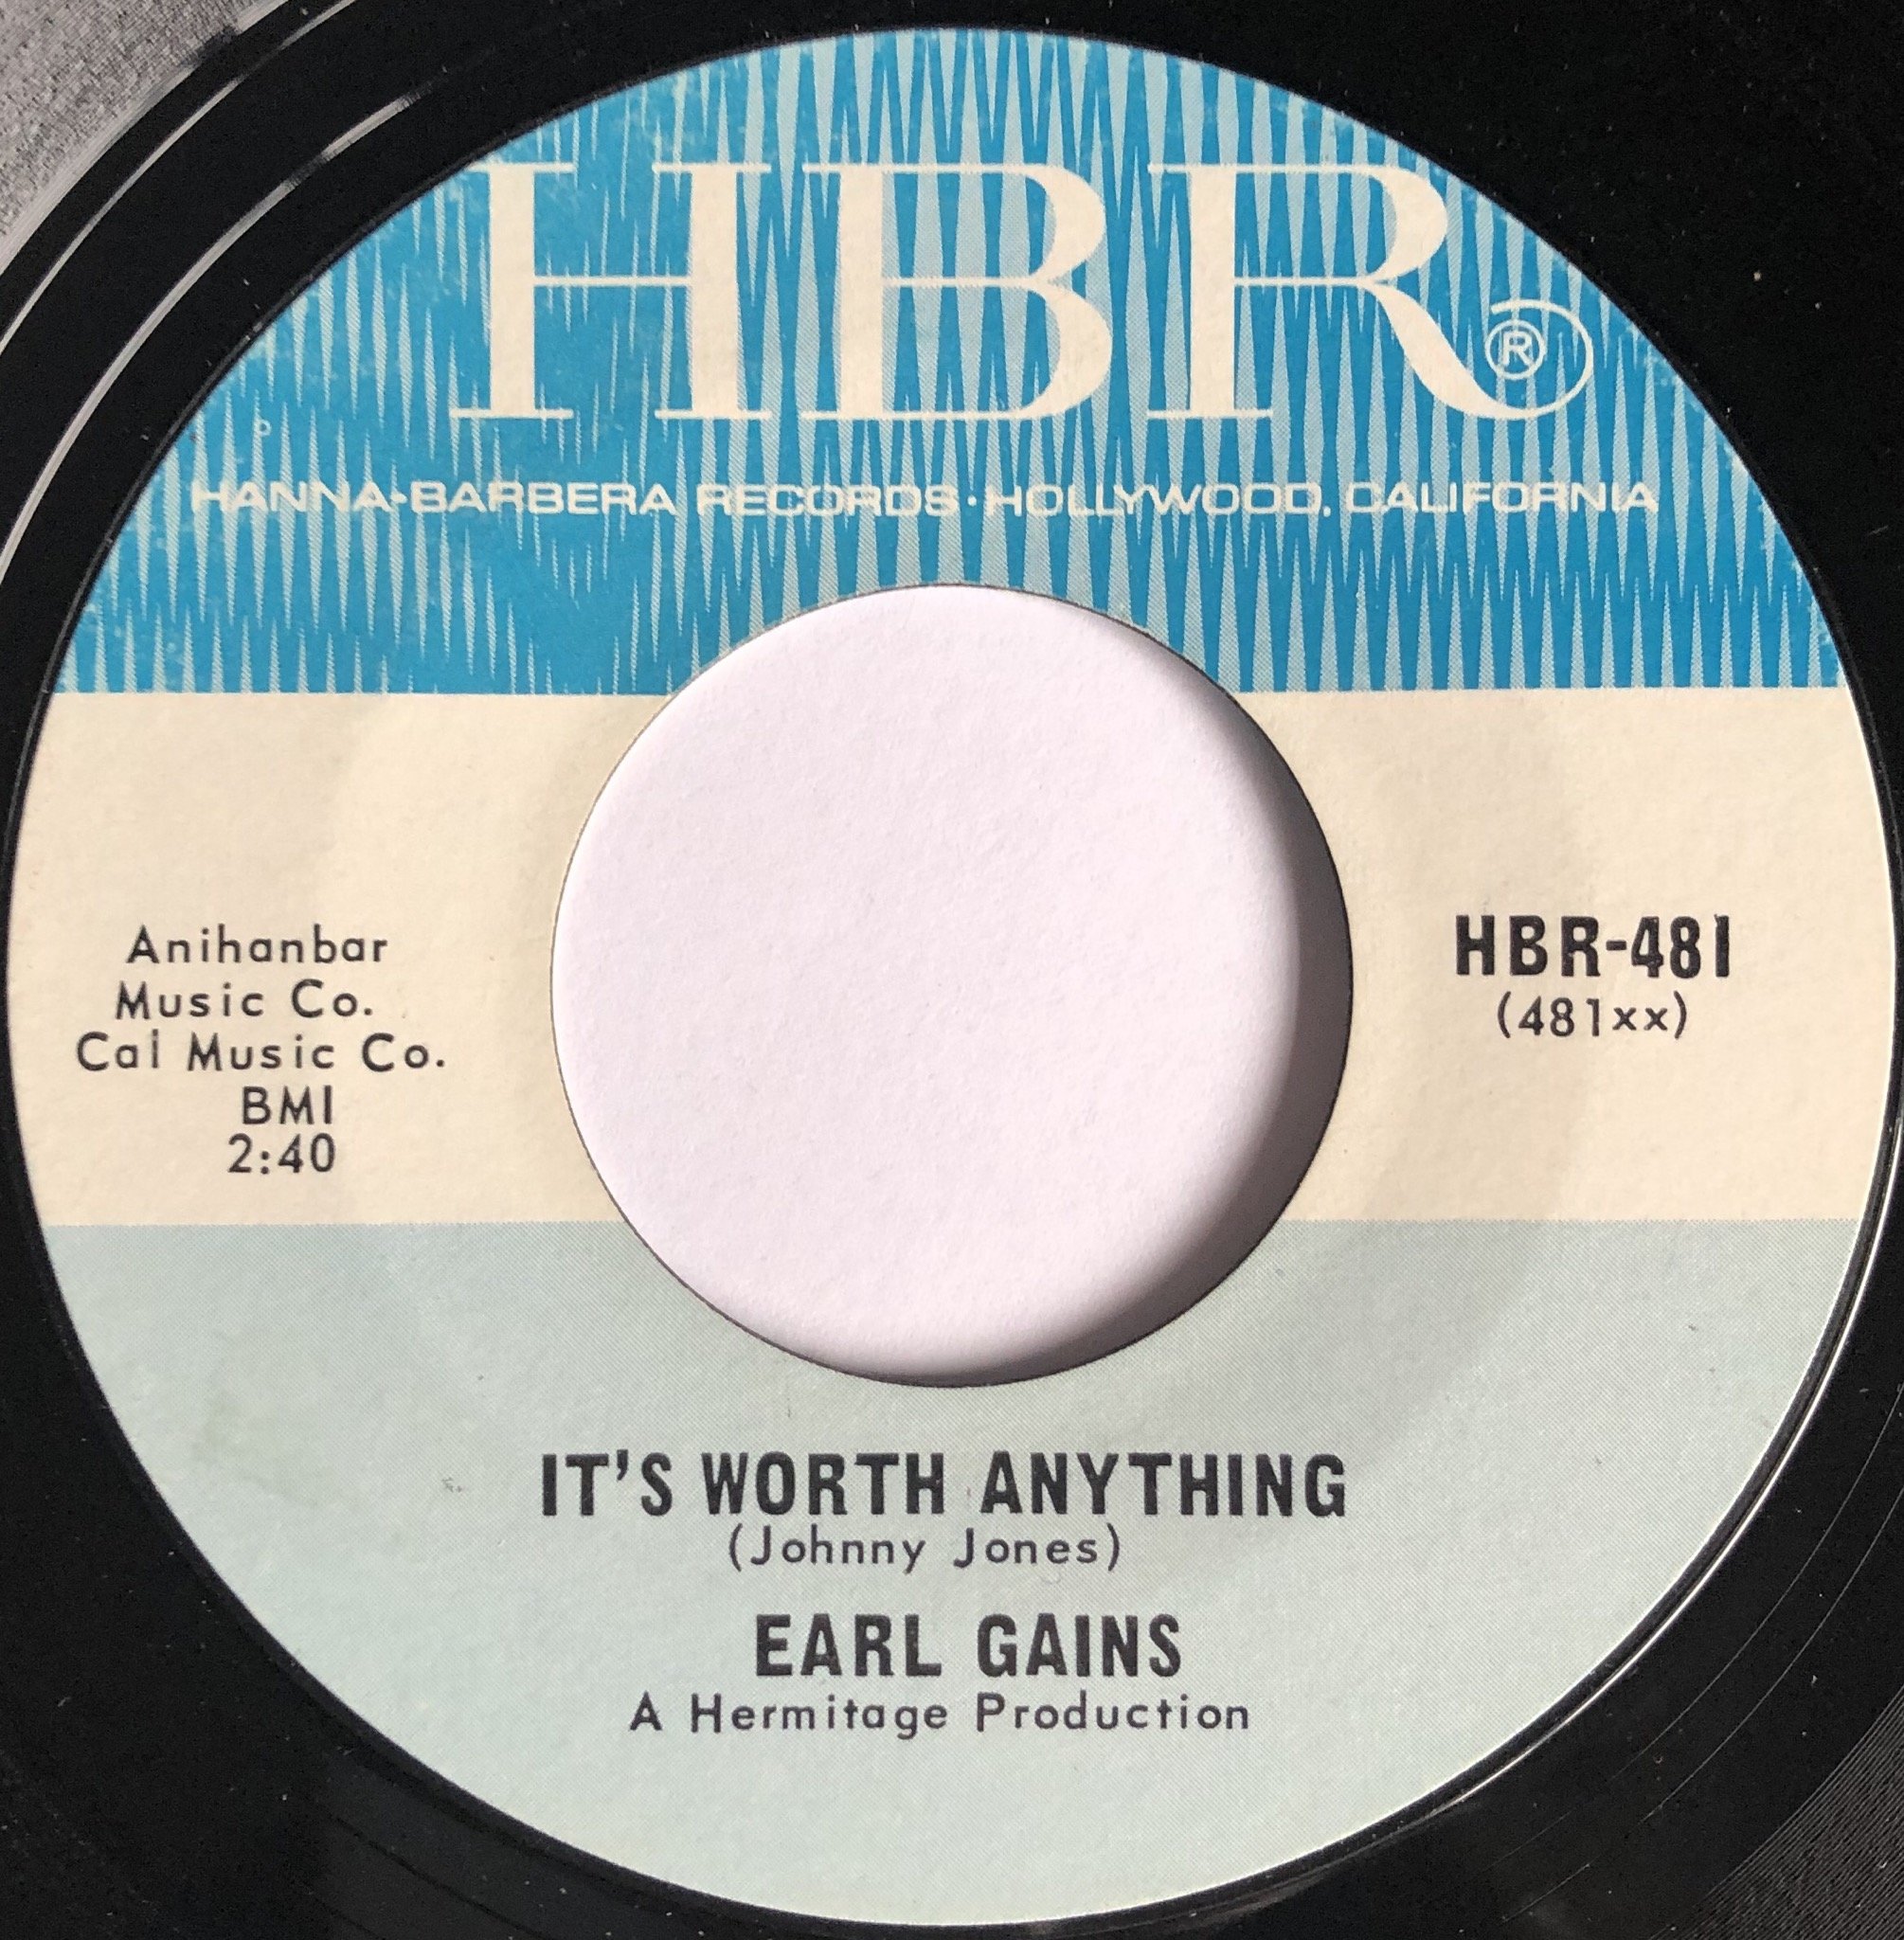 HBR®
HANNA-BARBERA RECORDS·HOLLYWOOD, CALIFORNIA
Anihanbar
Music Co.
Cal Music Co.
BMI
2:40
HBR-481
(481xx)
IT'S WORTH ANYTHING
(Johnny Jones)
EARL GAINS
A Hermitage Production